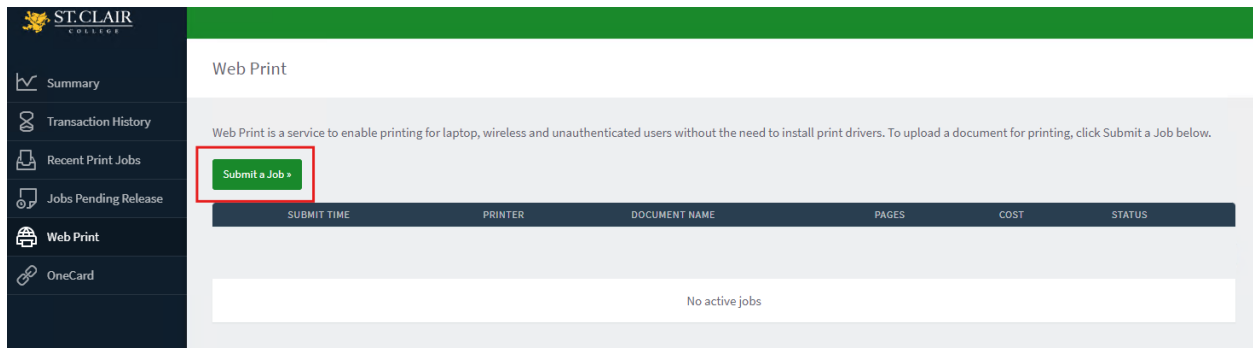 ST. CLAIR
COLLEGE
Summary
Transaction History
Recent Print Jobs
Jobs Pending Release
Web Print
OneCard
Web Print
Web Print is a service to enable printing for laptop, wireless and unauthenticated users without the need to install print drivers. To upload a document for printing, click Submit a Job below.
Submit a Job »
SUBMIT TIME PRINTER DOCUMENT NAME PAGES COST STATUS
No active jobs